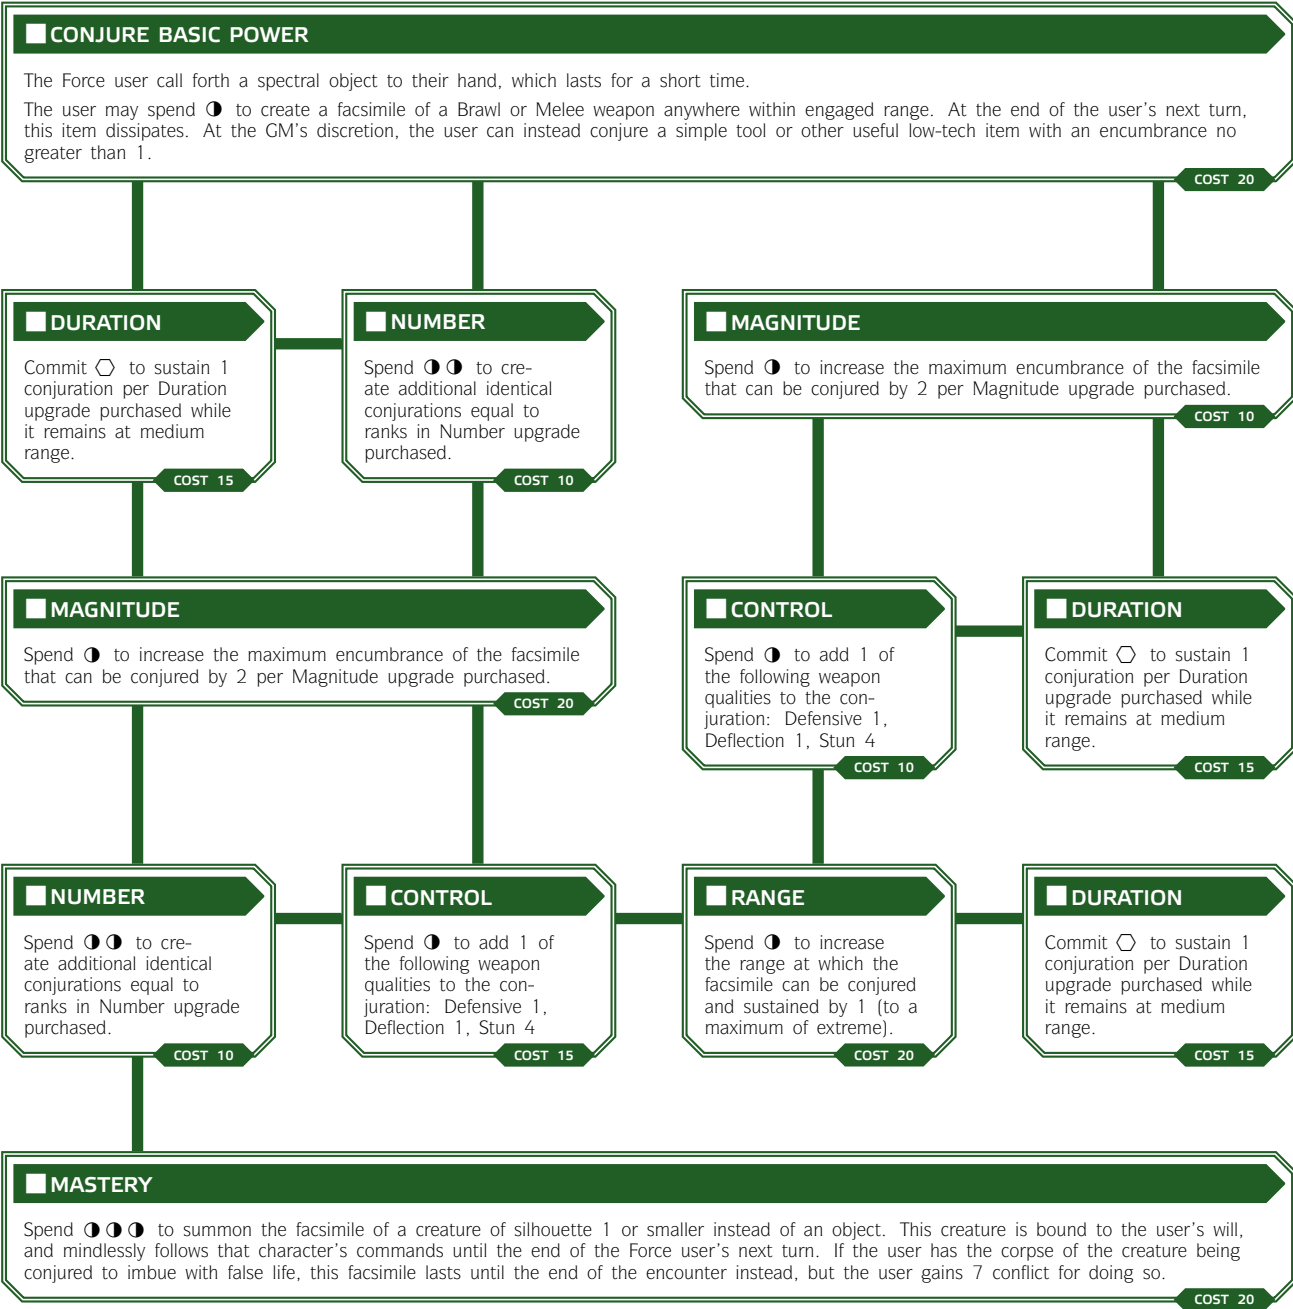 CONJURE BASIC POWER
The Force user call forth a spectral object to their hand, which lasts for a short time.
The user may spend ◑ to create a facsimile of a Brawl or Melee weapon anywhere within engaged range. At the end of the user's next turn,
this item dissipates. At the GM's discretion, the user can instead conjure a simple tool or other useful low-tech item with an encumbrance no
greater than 1.
COST 20
DURATION
Commit ⬡ to sustain 1
conjuration per Duration
upgrade purchased while
it remains at medium
range.
COST 15
NUMBER
Spend ◑◑ to cre-
ate additional identical
conjurations equal to
ranks in Number upgrade
purchased.
COST 10
MAGNITUDE
Spend ◑ to increase the maximum encumbrance of the facsimile
that can be conjured by 2 per Magnitude upgrade purchased.
COST 10
MAGNITUDE
Spend ◑ to increase the maximum encumbrance of the facsimile
that can be conjured by 2 per Magnitude upgrade purchased.
COST 20
CONTROL
Spend ◑ to add 1 of
the following weapon
qualities to the con-
juration: Defensive 1,
Deflection 1, Stun 4
COST 10
DURATION
Commit ⬡ to sustain 1
conjuration per Duration
upgrade purchased while
it remains at medium
range.
COST 15
NUMBER
Spend ◑◑ to cre-
ate additional identical
conjurations equal to
ranks in Number upgrade
purchased.
COST 10
CONTROL
Spend ◑ to add 1 of
the following weapon
qualities to the con-
juration: Defensive 1,
Deflection 1, Stun 4
COST 15
RANGE
Spend ◑ to increase
the range at which the
facsimile can be conjured
and sustained by 1 (to a
maximum of extreme).
COST 20
DURATION
Commit ⬡ to sustain 1
conjuration per Duration
upgrade purchased while
it remains at medium
range.
COST 15
MASTERY
Spend ◑◑◑ to summon the facsimile of a creature of silhouette 1 or smaller instead of an object. This creature is bound to the user's will,
and mindlessly follows that character's commands until the end of the Force user's next turn. If the user has the corpse of the creature being
conjured to imbue with false life, this facsimile lasts until the end of the encounter instead, but the user gains 7 conflict for doing so.
COST 20